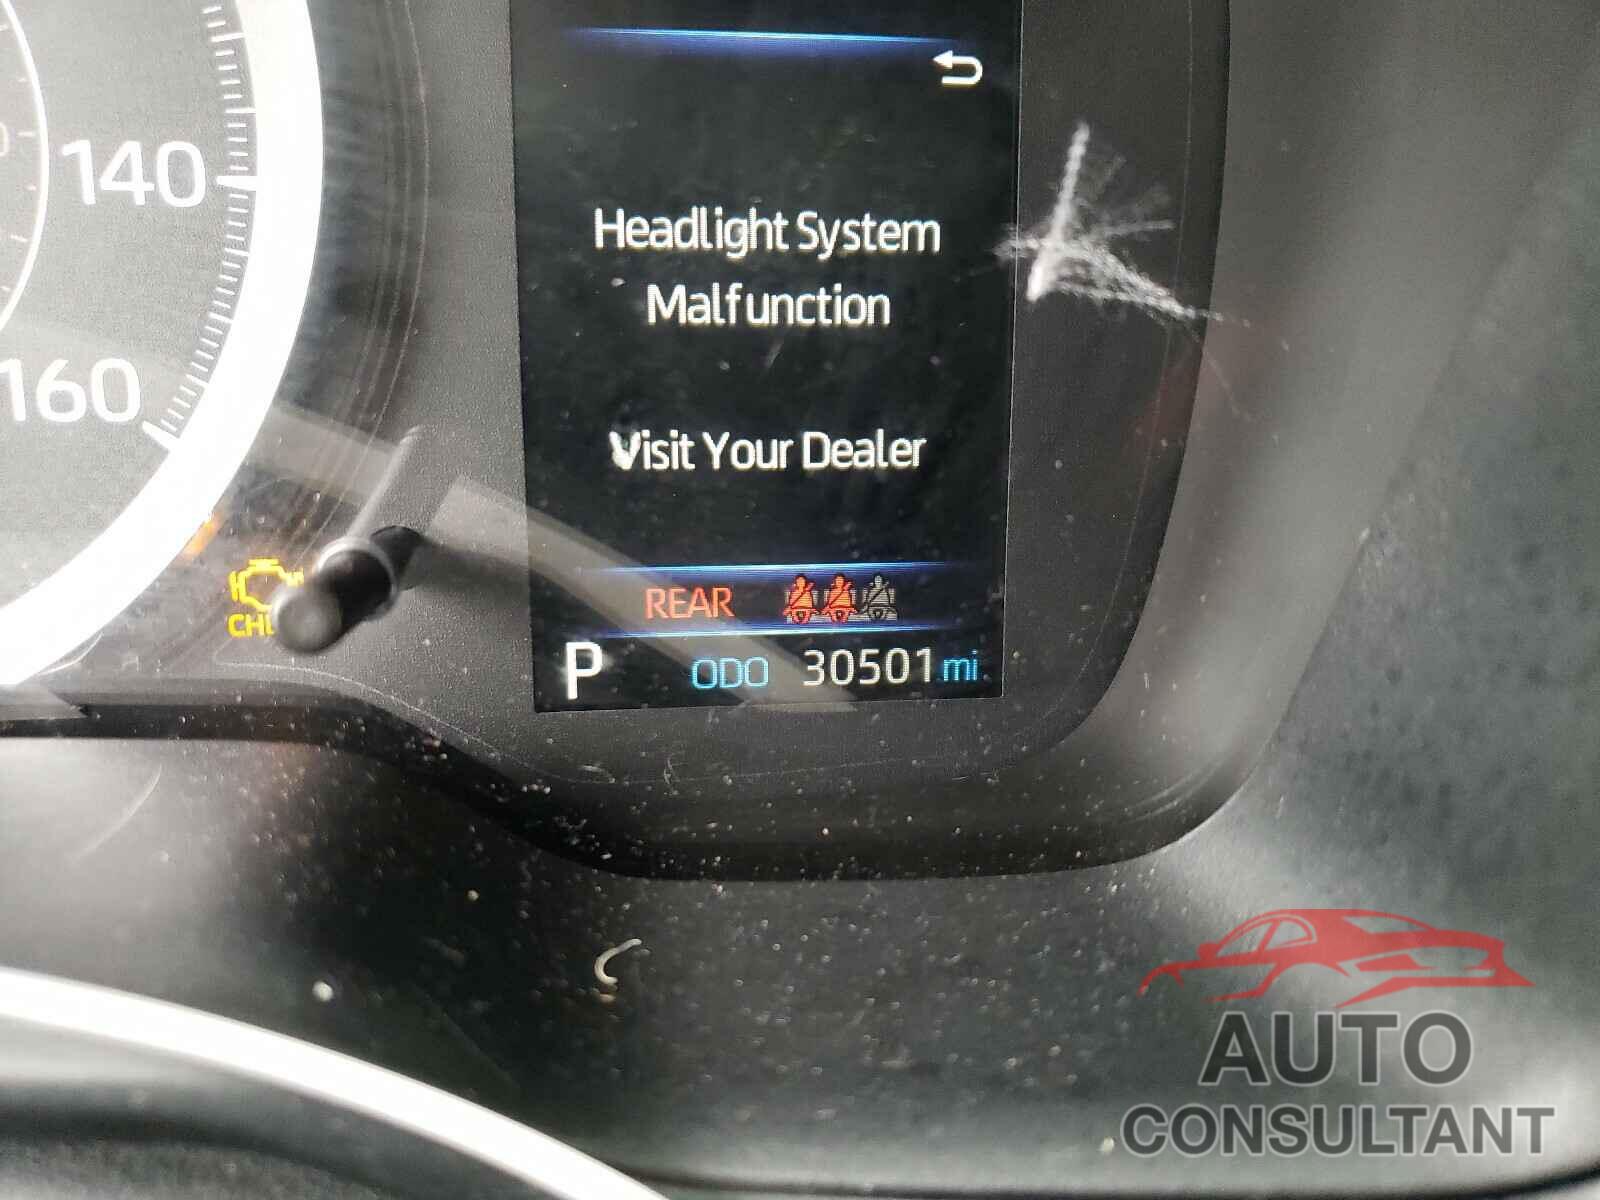 140
160
Headlight System
Malfunction
Visit Your Dealer
REAR
P ODO 30501 mi
AUTO
CONSULTANT